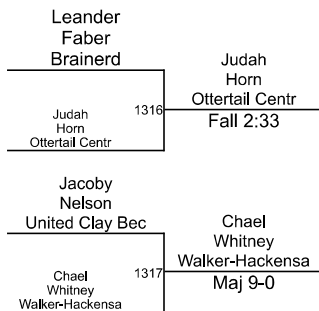 Leander
Faber
Brainerd
Judah
Horn
Ottertail Centr
1316
Judah
Horn
Ottertail Centr
Fall 2:33
Jacoby
Nelson
United Clay Bec
Chael
Whitney
Walker-Hackensa
1317
Chael
Whitney
Walker-Hackensa
Maj 9-0